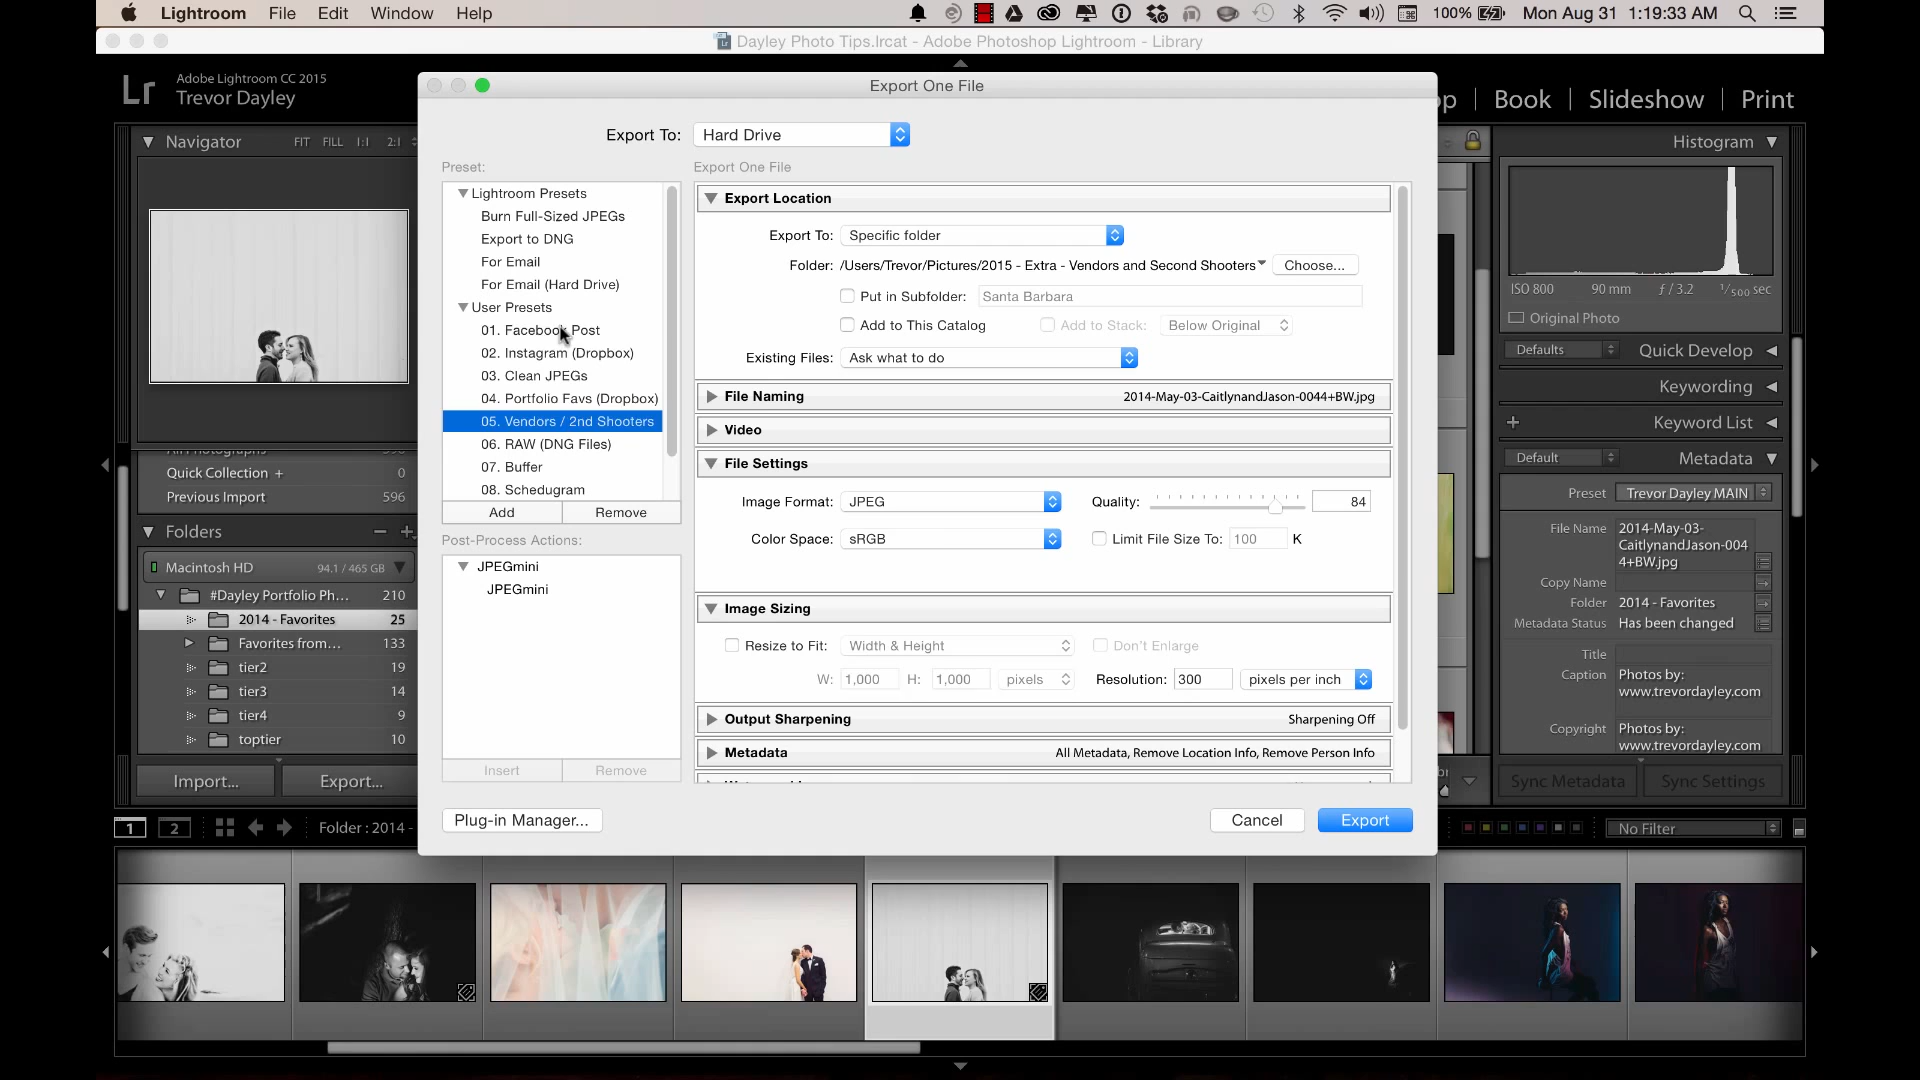 Lightroom File Edit Window Help 100% Mon Aug 31 1:19:33 AM
Dayley Photo Tips.lrcat - Adobe Photoshop Lightroom - Library
Lr Adobe Lightroom CC 2015
Trevor Dayley
Book | Slideshow | Print
Navigator FIT FILL 1:1 2:1
Quick Collection + 0
Previous Import 596
Folders
Macintosh HD 94.1 / 465 GB
#Dayley Portfolio Ph... 210
2014 - Favorites 25
Favorites from... 133
tier2 19
tier3 14
tier4 9
toptier 10
Import... Export...
Export One File
Export To: Hard Drive
Preset:
Lightroom Presets
Burn Full-Sized JPEGs
Export to DNG
For Email
For Email (Hard Drive)
User Presets
01. Facebook Post
02. Instagram (Dropbox)
03. Clean JPEGs
04. Portfolio Favs (Dropbox)
05. Vendors / 2nd Shooters
06. RAW (DNG Files)
07. Buffer
08. Schedugram
Add Remove
Post-Process Actions:
JPEGmini
JPEGmini
Insert Remove
Plug-in Manager...
Export One File
Export Location
Export To: Specific folder
Folder: /Users/Trevor/Pictures/2015 - Extra - Vendors and Second Shooters Choose...
Put in Subfolder: Santa Barbara
Add to This Catalog Add to Stack: Below Original
Existing Files: Ask what to do
File Naming 2014-May-03-CaitlynandJason-0044+BW.jpg
Video
File Settings
Image Format: JPEG Quality: 84
Color Space: sRGB Limit File Size To: 100 K
Image Sizing
Resize to Fit: Width & Height Don't Enlarge
W: 1,000 H: 1,000 pixels Resolution: 300 pixels per inch
Output Sharpening Sharpening Off
Metadata All Metadata, Remove Location Info, Remove Person Info
Cancel Export
Histogram
ISO 800 90 mm ƒ / 3.2 1/500 sec
Original Photo
Defaults Quick Develop
Keywording
+ Keyword List
Default Metadata
Preset Trevor Dayley MAIN
File Name 2014-May-03-
CaitlynandJason-004
4+BW.jpg
Copy Name
Folder 2014 - Favorites
Metadata Status Has been changed
Title
Caption Photos by:
www.trevordayley.com
Copyright Photos by:
www.trevordayley.com
Sync Metadata Sync Settings
1 2 Folder : 2014 - No Filter